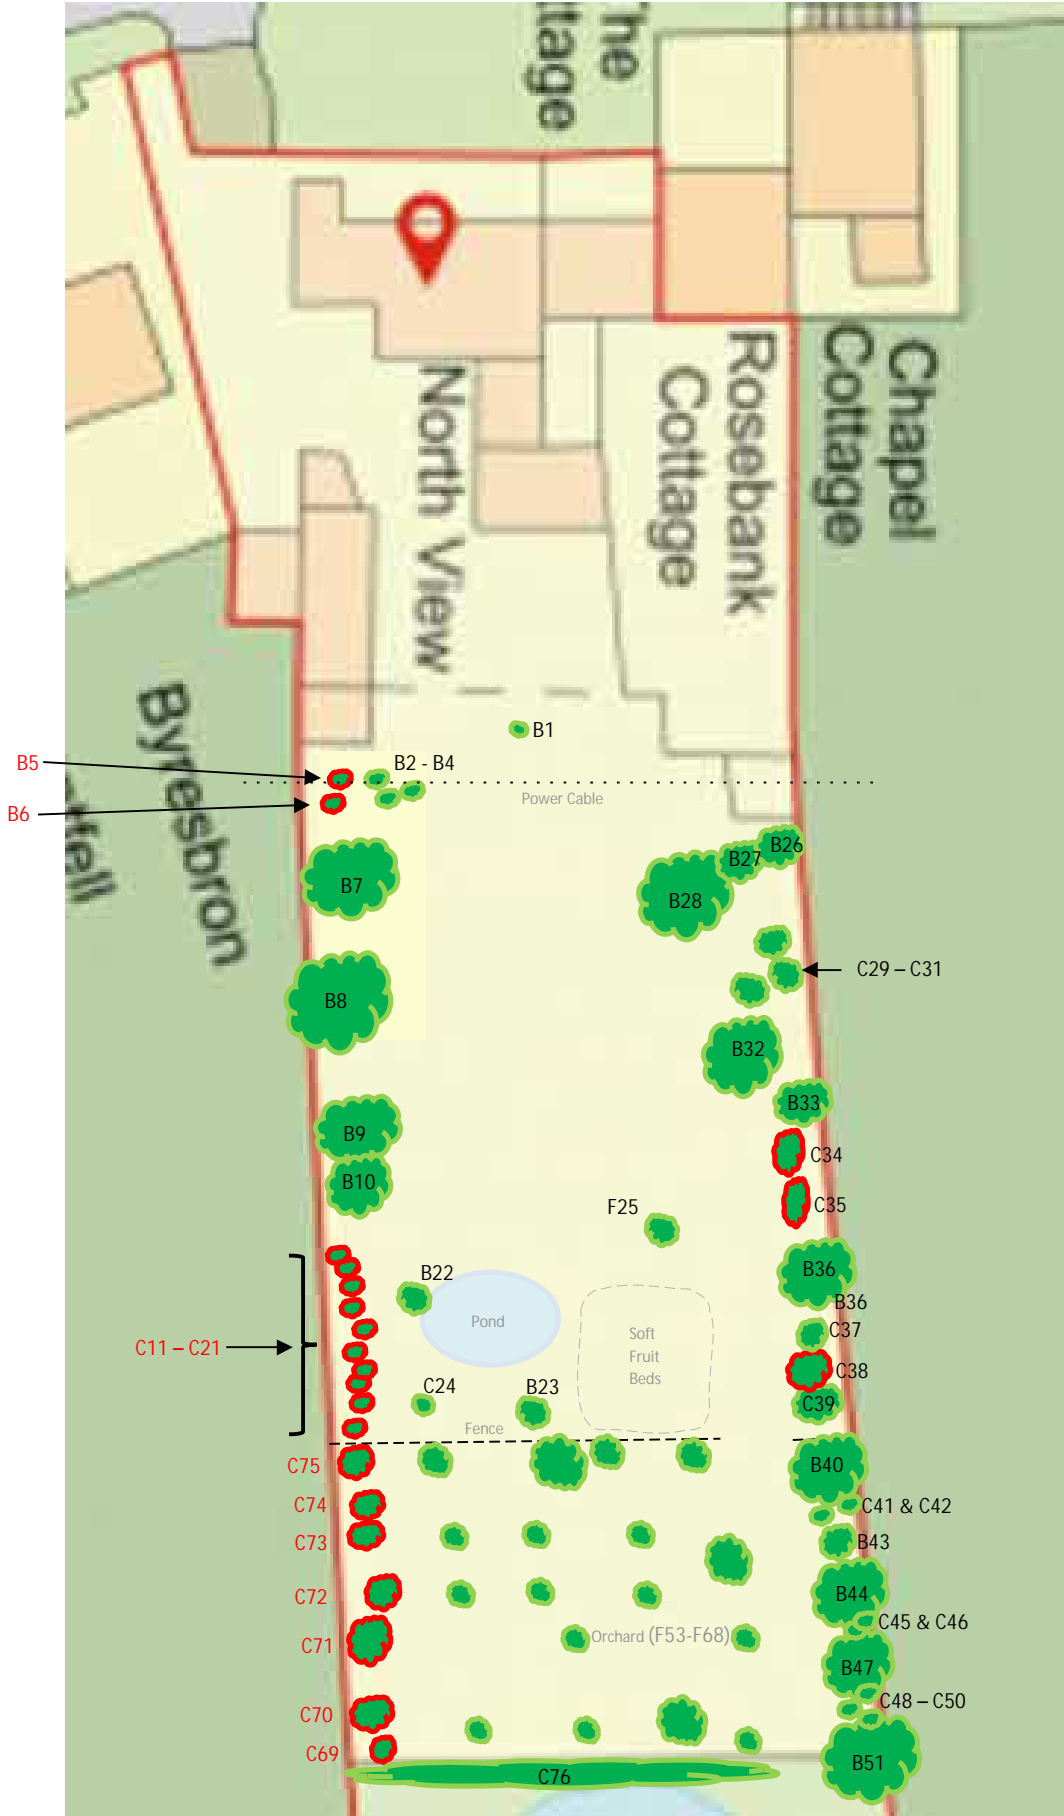 The
ttage
North View
Rosebank
Cottage
Chapel
Cottage
Byresbron
B1
B5
B2 - B4
Power Cable
B6
B26
B27
B7
B28
C29 – C31
B8
B32
B33
B9
C34
B10
C35
F25
B36
B22
B36
Pond
Soft
Fruit
Beds
C37
C11 – C21
C38
C24
B23
C39
Fence
C75
B40
C74
C41 & C42
C73
B43
C72
B44
C45 & C46
Orchard (F53-F68)
C71
B47
C48 – C50
C70
C69
B51
C76